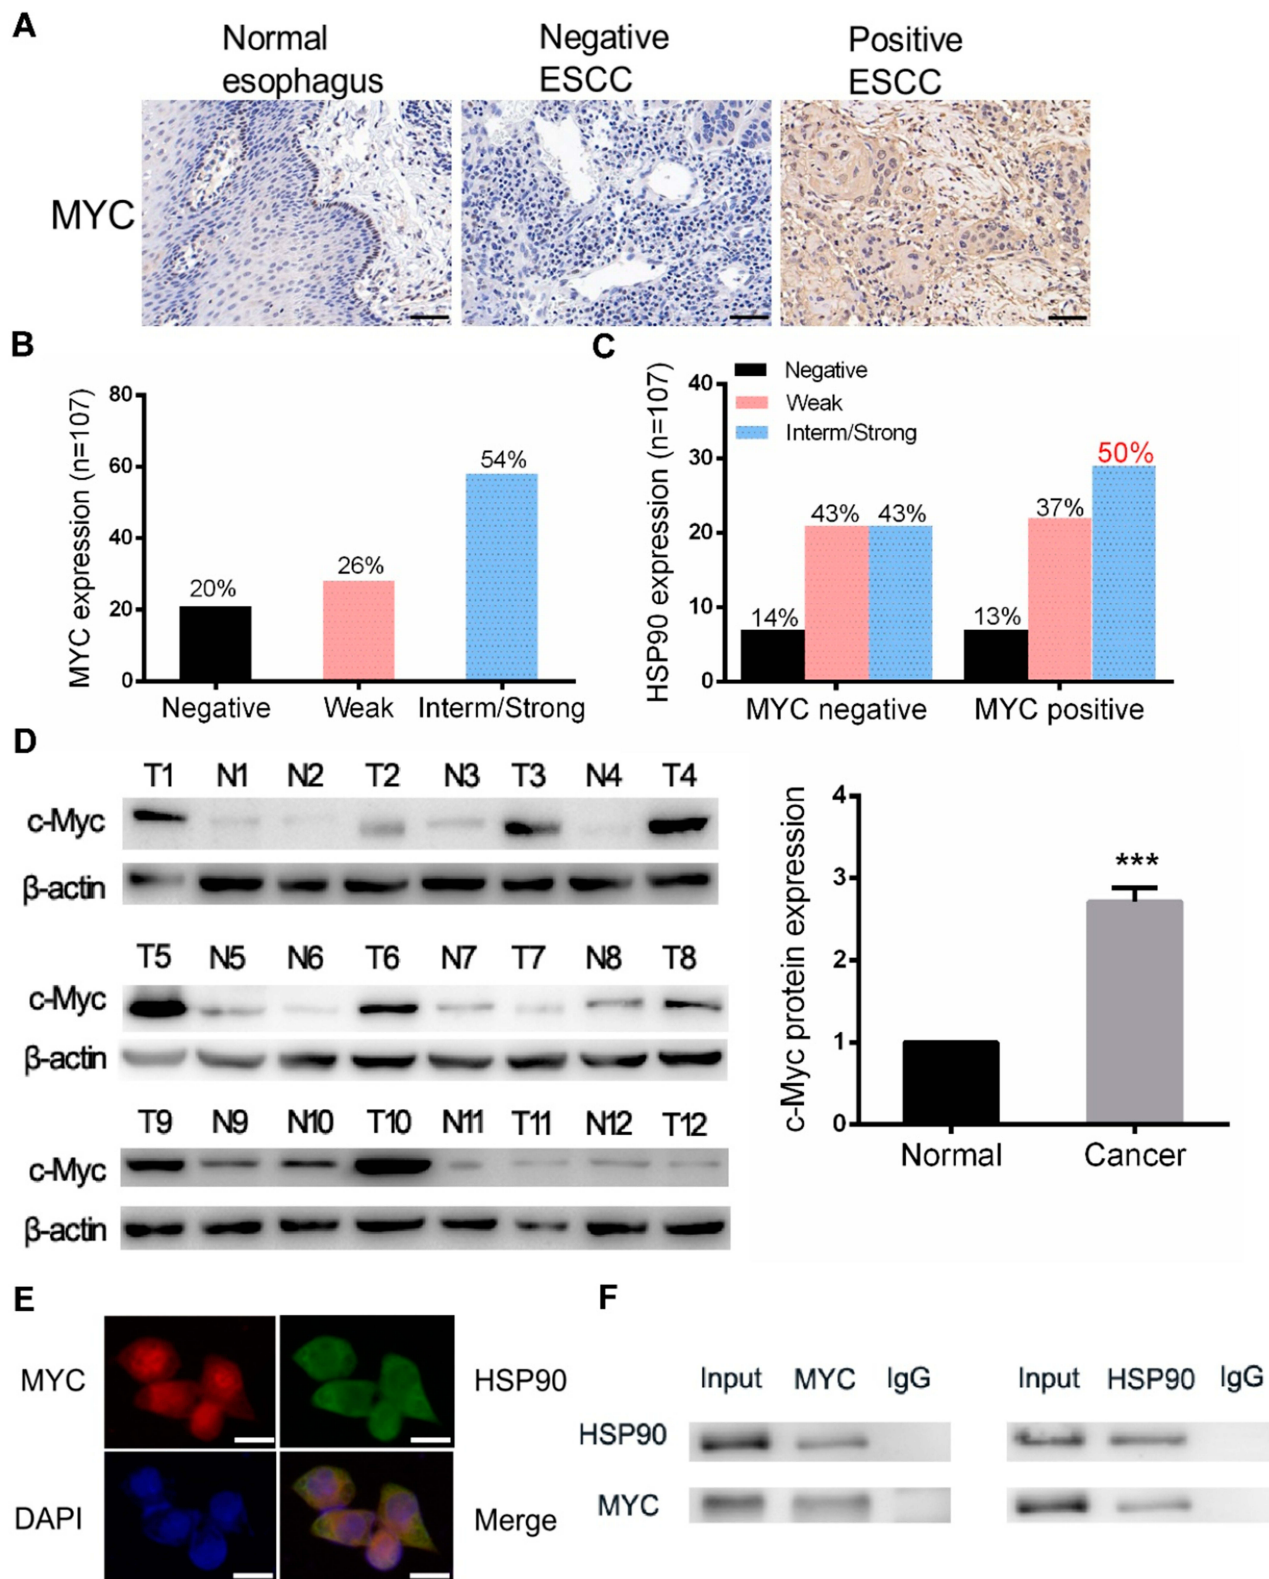 A
Normal
esophagus
Negative
ESCC
Positive
ESCC
MYC
B
MYC expression (n=107)
80
60
40
20
0
20%
26%
54%
Negative
Weak
Interm/Strong
C
HSP90 expression (n=107)
40
30
20
10
0
Negative
Weak
Interm/Strong
14%
43%
43%
13%
37%
50%
MYC negative
MYC positive
D
T1 N1 N2 T2 N3 T3 N4 T4
c-Myc
β-actin
T5 N5 N6 T6 N7 T7 N8 T8
c-Myc
β-actin
T9 N9 N10 T10 N11 T11 N12 T12
c-Myc
β-actin
c-Myc protein expression
4
3
2
1
0
***
Normal
Cancer
E
MYC
HSP90
DAPI
Merge
F
Input MYC IgG
Input HSP90 IgG
HSP90
MYC